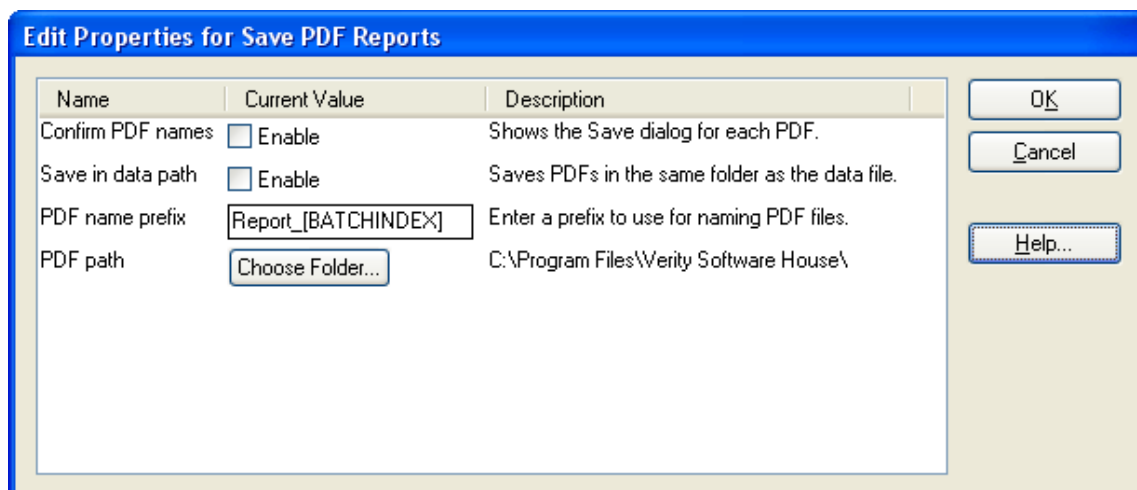 Edit Properties for Save PDF Reports
Name Current Value Description
Confirm PDF names Enable Shows the Save dialog for each PDF.
Save in data path Enable Saves PDFs in the same folder as the data file.
PDF name prefix Report_[BATCHINDEX] Enter a prefix to use for naming PDF files.
PDF path Choose Folder... C:\Program Files\Verity Software House\
OK
Cancel
Help...